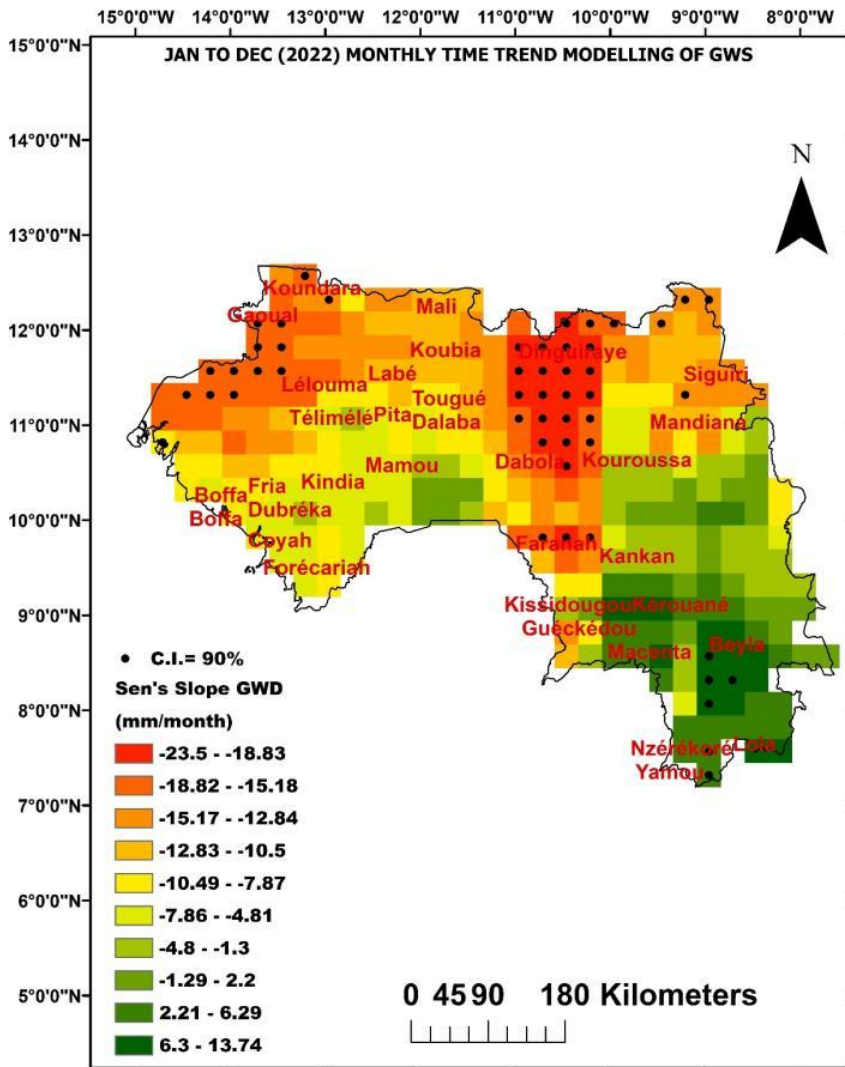 15°0'0"W 14°0'0"W 13°0'0"W 12°0'0"W 11°0'0"W 10°0'0"W 9°0'0"W 8°0'0"W
15°0'0"N
JAN TO DEC (2022) MONTHLY TIME TREND MODELLING OF GWS
14°0'0"N
N
13°0'0"N
Koundara
Mali
Gaoual
12°0'0"N
Koubia
Dinguiraye
Labé
Siguiri
Lélouma
Tougué
11°0'0"N
Télimélé
Pita
Dalaba
Mandiana
Mamou
Dabola
Kouroussa
Kindia
Fria
Boffa
Dubréka
Boffa
10°0'0"N
Coyah
Faranah
Kankan
Forécariah
9°0'0"N
Kissidougou
Kérouané
Guéckédou
Macenta
Beyla
C.I.= 90%
Sen's Slope GWD
(mm/month)
8°0'0"N
Nzérékoré
Lola
Yamou
7°0'0"N
6°0'0"N
5°0'0"N
-23.5 - -18.83
-18.82 - -15.18
-15.17 - -12.84
-12.83 - -10.5
-10.49 - -7.87
-7.86 - -4.81
-4.8 - -1.3
-1.29 - 2.2
2.21 - 6.29
6.3 - 13.74
0 45 90 180 Kilometers